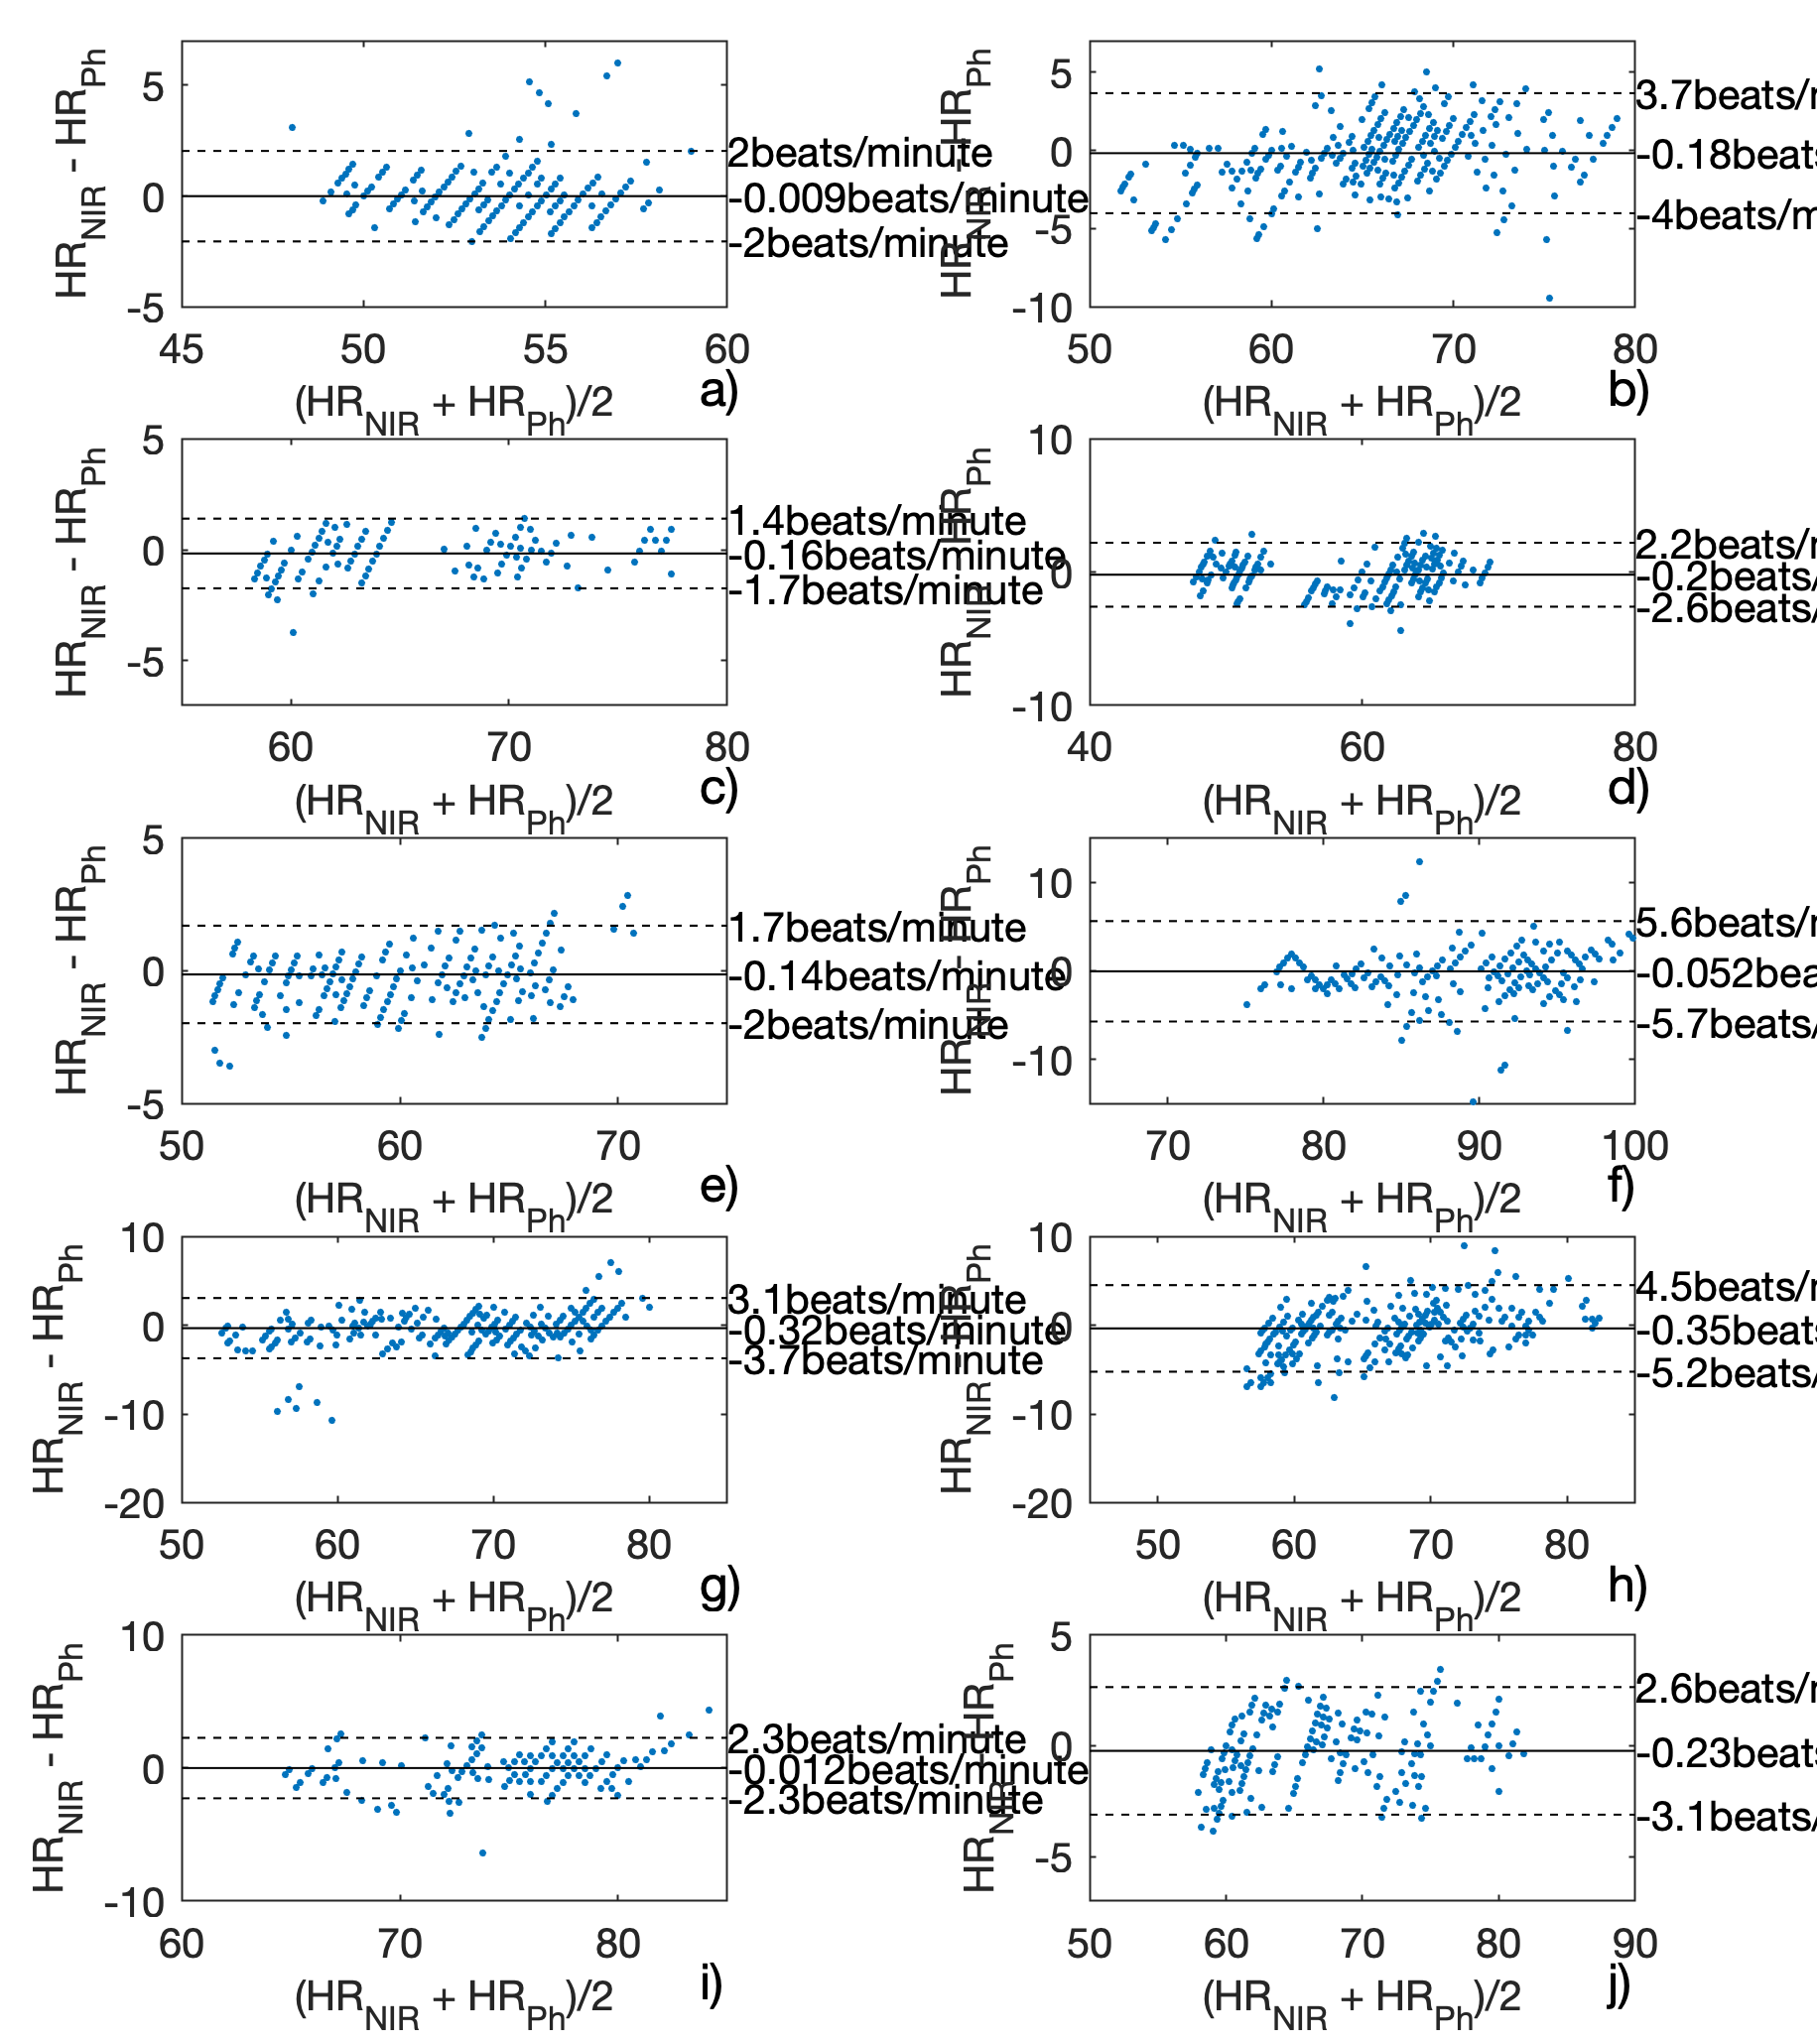 HR_NIR - HR_Ph
5
0
-5
2beats/minute
-0.009beats/minute
-2beats/minute
45 50 55 60
(HR_NIR + HR_Ph)/2
a)
HR_NIR - HR_Ph
5
0
-5
-10
3.7beats/
-0.18beats
-4beats/
50 60 70 80
(HR_NIR + HR_Ph)/2
b)
HR_NIR - HR_Ph
5
0
-5
1.4beats/minute
-0.16beats/minute
-1.7beats/minute
60 70 80
(HR_NIR + HR_Ph)/2
c)
HR_NIR - HR_Ph
10
0
-10
2.2beats/
-0.2beats/
-2.6beats/
40 60 80
(HR_NIR + HR_Ph)/2
d)
HR_NIR - HR_Ph
5
0
-5
1.7beats/minute
-0.14beats/minute
-2beats/minute
50 60 70
(HR_NIR + HR_Ph)/2
e)
HR_NIR - HR_Ph
10
0
-10
5.6beats/
-0.052bea
-5.7beats/
70 80 90 100
(HR_NIR + HR_Ph)/2
f)
HR_NIR - HR_Ph
10
0
-10
-20
3.1beats/minute
-0.32beats/minute
-3.7beats/minute
50 60 70 80
(HR_NIR + HR_Ph)/2
g)
HR_NIR - HR_Ph
10
0
-10
-20
4.5beats/
-0.35beats
-5.2beats/
50 60 70 80
(HR_NIR + HR_Ph)/2
h)
HR_NIR - HR_Ph
10
0
-10
2.3beats/minute
-0.012beats/minute
-2.3beats/minute
60 70 80
(HR_NIR + HR_Ph)/2
i)
HR_NIR - HR_Ph
5
0
-5
2.6beats/
-0.23beats
-3.1beats/
50 60 70 80 90
(HR_NIR + HR_Ph)/2
j)